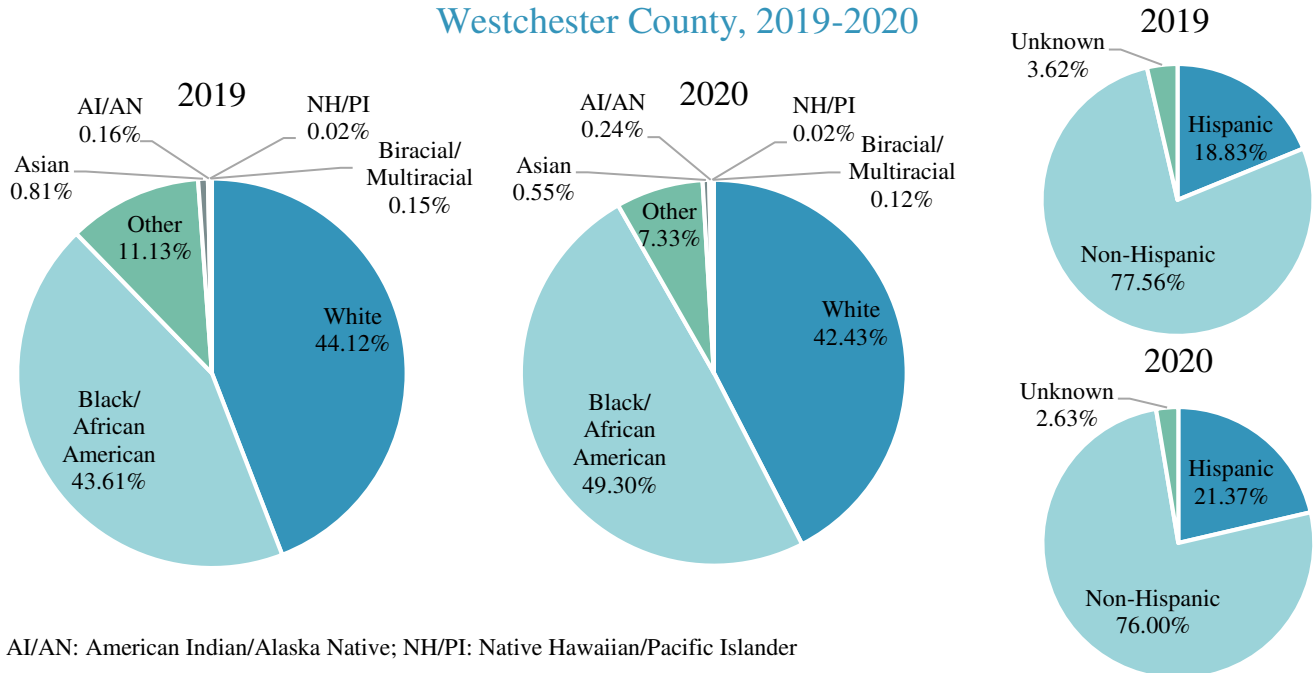 Westchester County, 2019-2020
2019
AI/AN
0.16%
NH/PI
0.02%
Asian
0.81%
Biracial/
Multiracial
0.15%
Other
11.13%
White
44.12%
Black/
African
American
43.61%
2020
AI/AN
0.24%
NH/PI
0.02%
Asian
0.55%
Biracial/
Multiracial
0.12%
Other
7.33%
White
42.43%
Black/
African
American
49.30%
2019
Unknown
3.62%
Hispanic
18.83%
Non-Hispanic
77.56%
2020
Unknown
2.63%
Hispanic
21.37%
Non-Hispanic
76.00%
AI/AN: American Indian/Alaska Native; NH/PI: Native Hawaiian/Pacific Islander